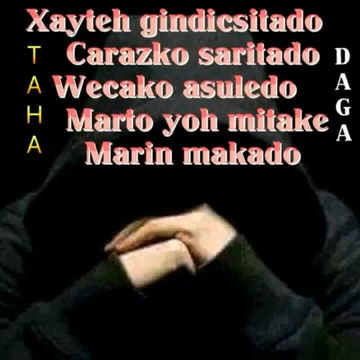 Xayteh gindicsitado
Carazko saritado
Wecako asuledo
Marto yoh mitake
Marin makado
TAHA
DAGA